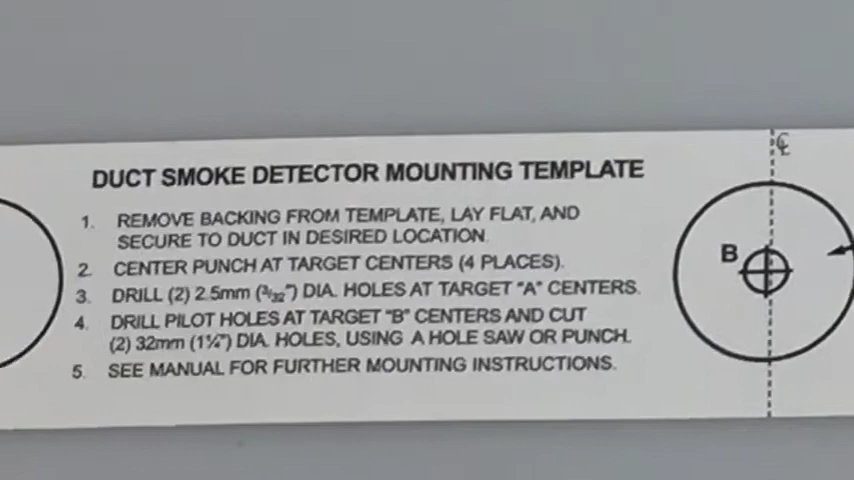 DUCT SMOKE DETECTOR MOUNTING TEMPLATE
1. REMOVE BACKING FROM TEMPLATE, LAY FLAT, AND
SECURE TO DUCT IN DESIRED LOCATION.
2. CENTER PUNCH AT TARGET CENTERS (4 PLACES).
3. DRILL (2) 2.5mm (3/32") DIA. HOLES AT TARGET "A" CENTERS.
4. DRILL PILOT HOLES AT TARGET "B" CENTERS AND CUT
(2) 32mm (1¼") DIA. HOLES, USING A HOLE SAW OR PUNCH.
5. SEE MANUAL FOR FURTHER MOUNTING INSTRUCTIONS.
℄
B